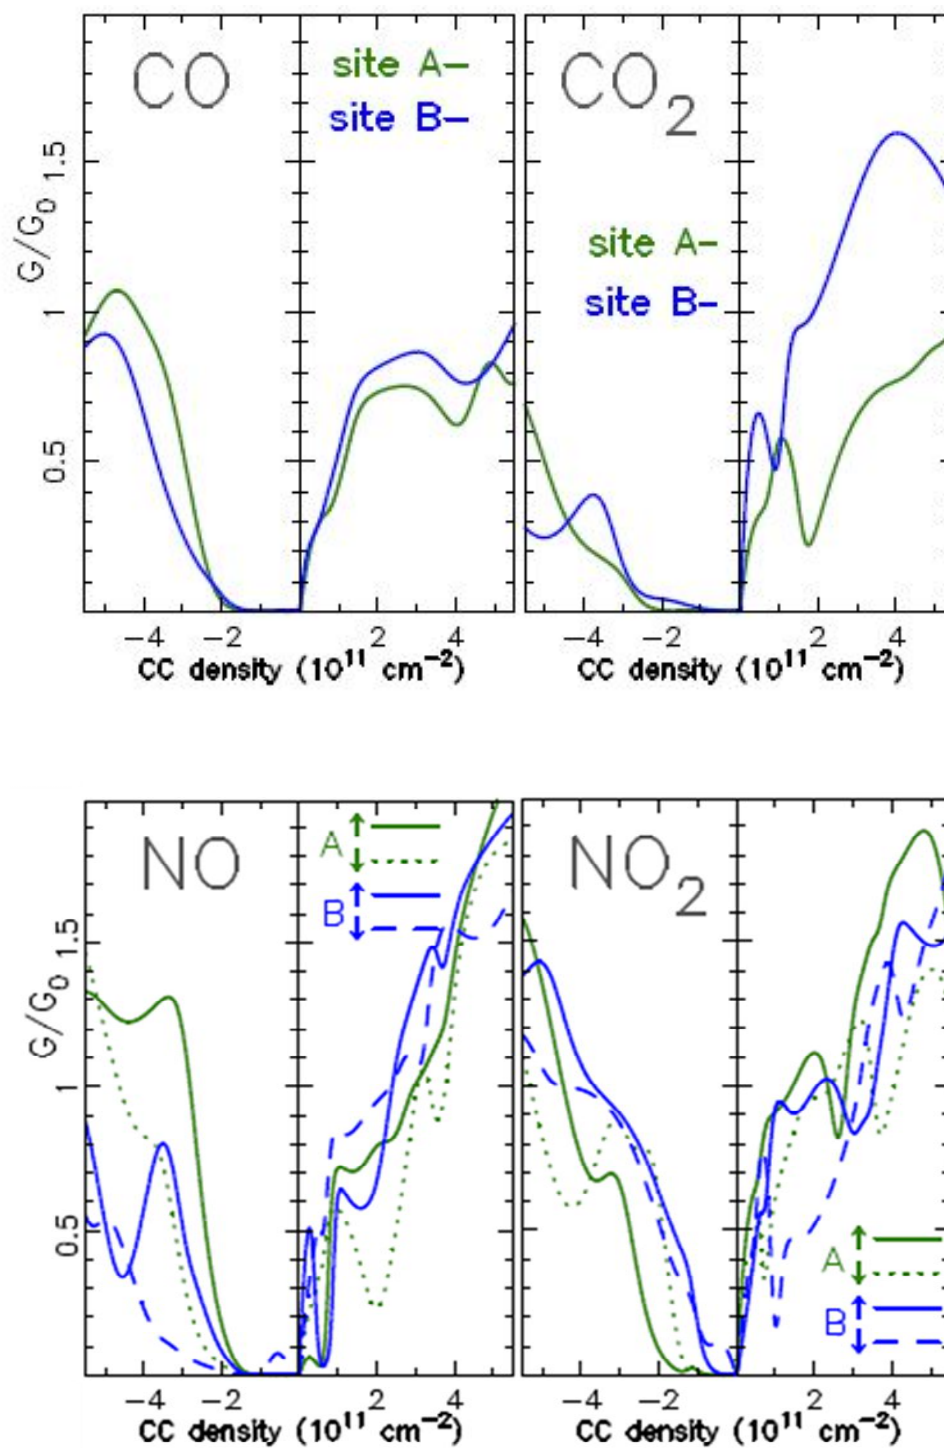 CO
site A−
site B−
CO2
site A−
site B−
G/G0
0.5 1 1.5
−4 −2 2 4
−4 −2 2 4
CC density (10^11 cm^−2)
CC density (10^11 cm^−2)
NO
A
B
NO2
A
B
G/G0
0.5 1 1.5
−4 −2 2 4
−4 −2 2 4
CC density (10^11 cm^−2)
CC density (10^11 cm^−2)